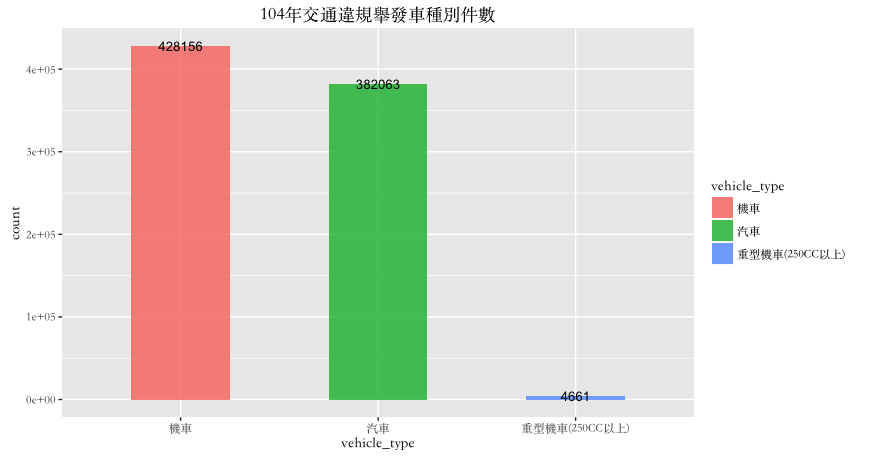 104年交通違規舉發車種別件數
count
4e+05
3e+05
2e+05
1e+05
0e+00
428156
382063
4661
機車
汽車
重型機車(250CC以上)
vehicle_type
vehicle_type
機車
汽車
重型機車(250CC以上)